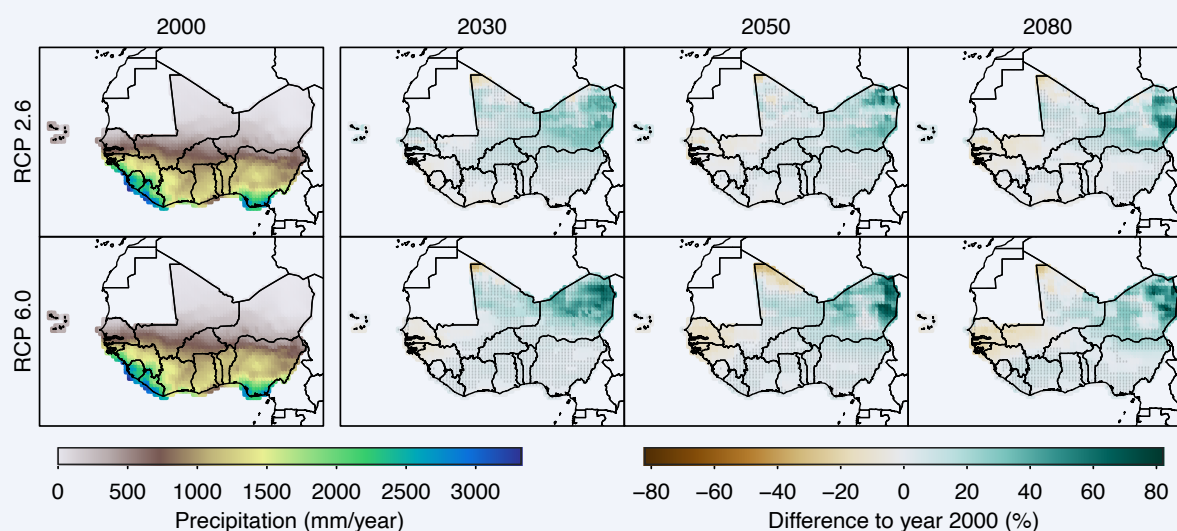 2000 2030 2050 2080
RCP 2.6
RCP 6.0
0 500 1000 1500 2000 2500 3000
Precipitation (mm/year)
−80 −60 −40 −20 0 20 40 60 80
Difference to year 2000 (%)